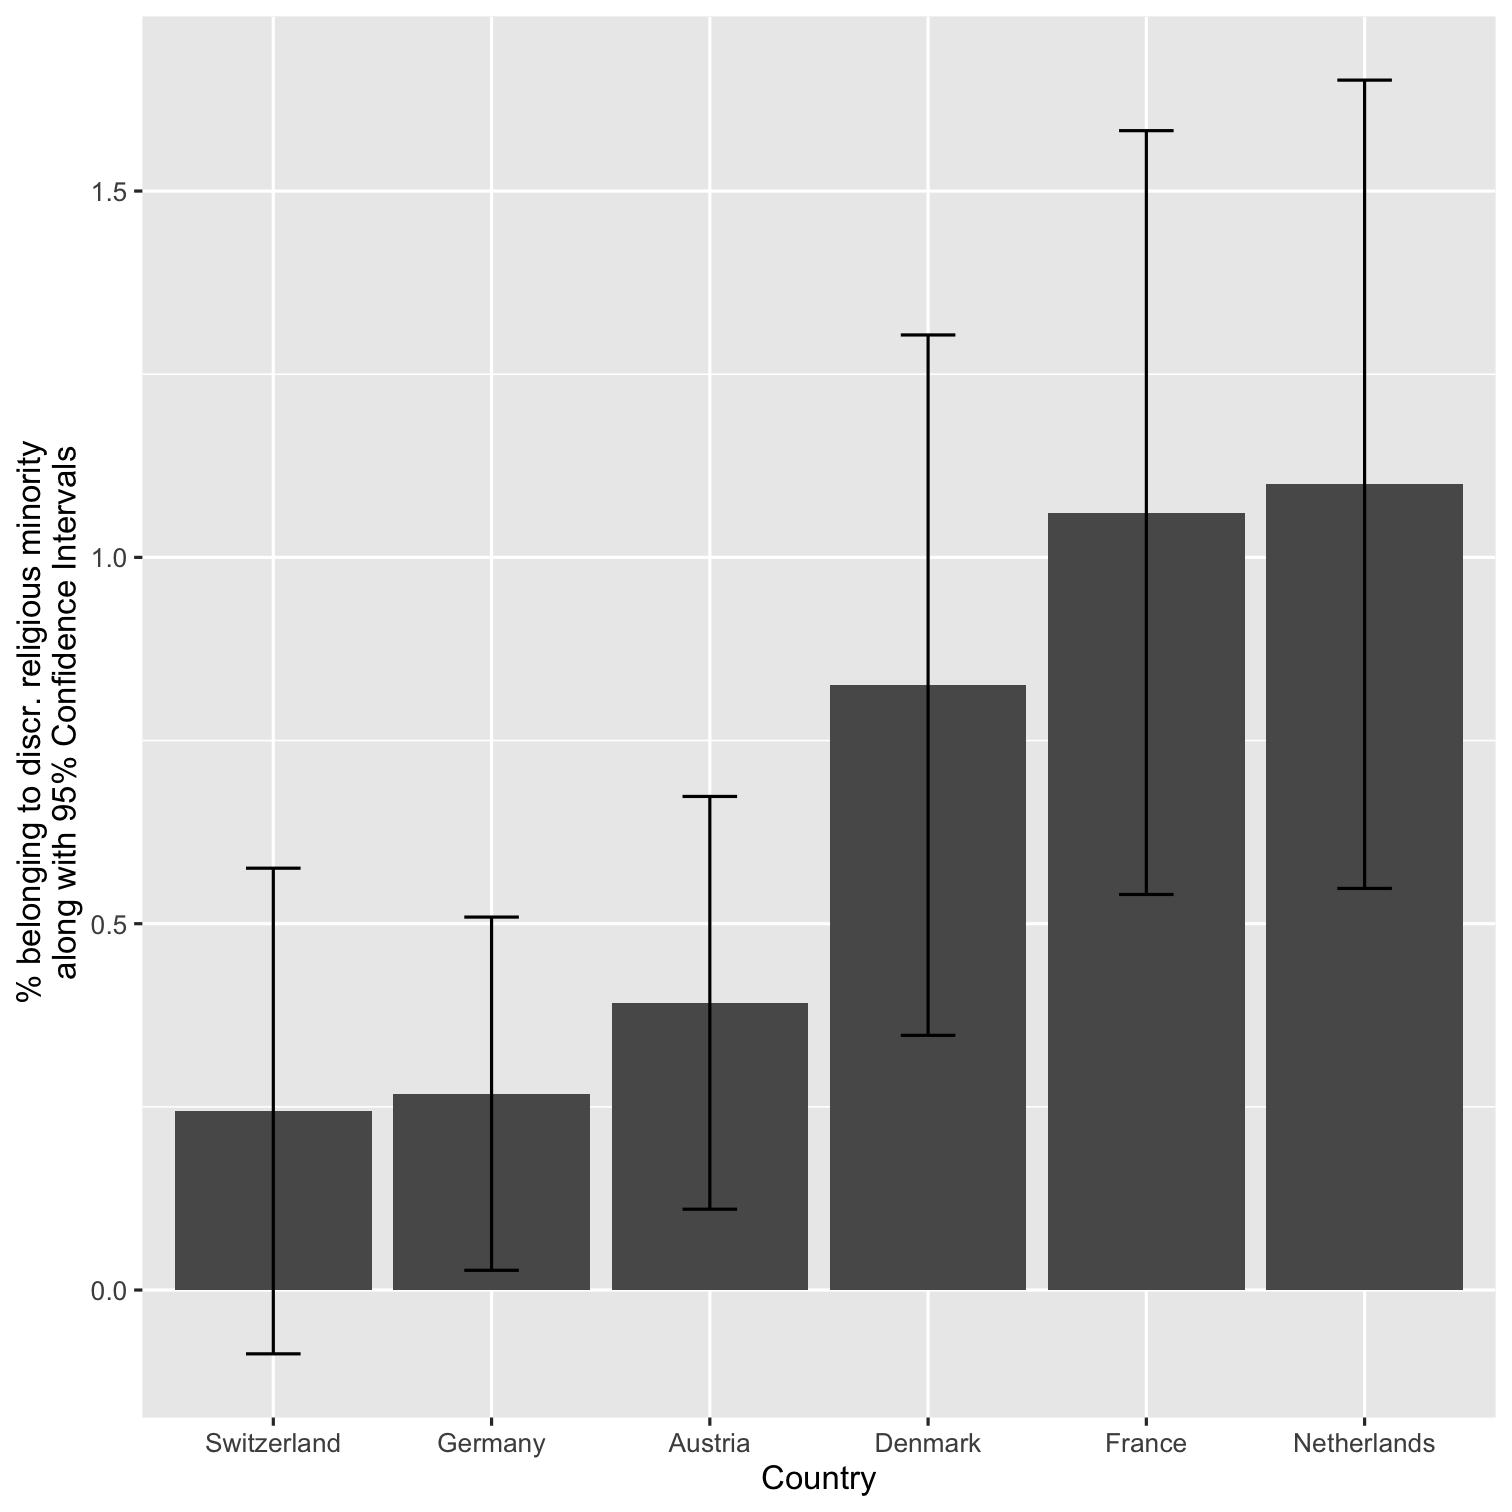 % belonging to discr. religious minority
along with 95% Confidence Intervals
1.5
1.0
0.5
0.0
Switzerland Germany Austria Denmark France Netherlands
Country